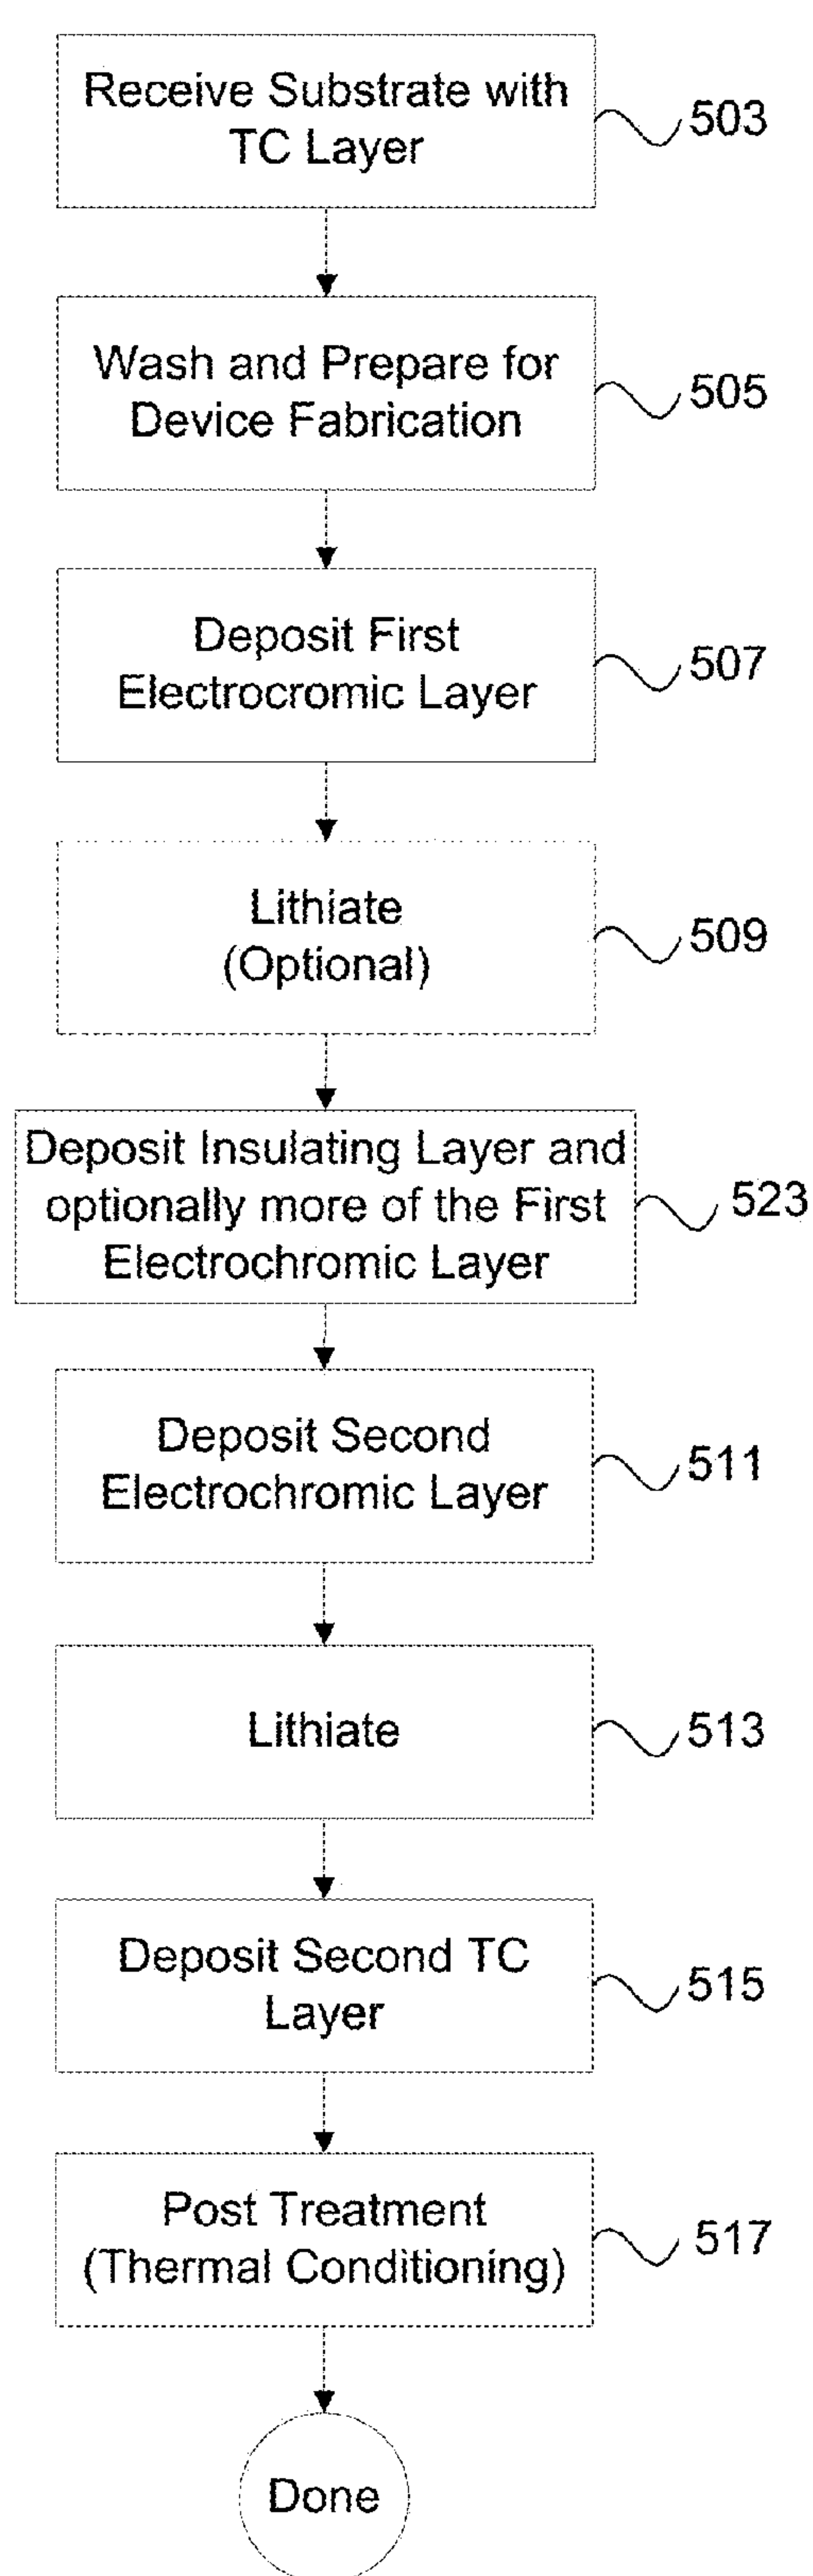 Receive Substrate with
TC Layer
503
Wash and Prepare for
Device Fabrication
505
Deposit First
Electrocromic Layer
507
Lithiate
(Optional)
509
Deposit Insulating Layer and
optionally more of the First
Electrochromic Layer
523
Deposit Second
Electrochromic Layer
511
Lithiate
513
Deposit Second TC
Layer
515
Post Treatment
(Thermal Conditioning)
517
Done